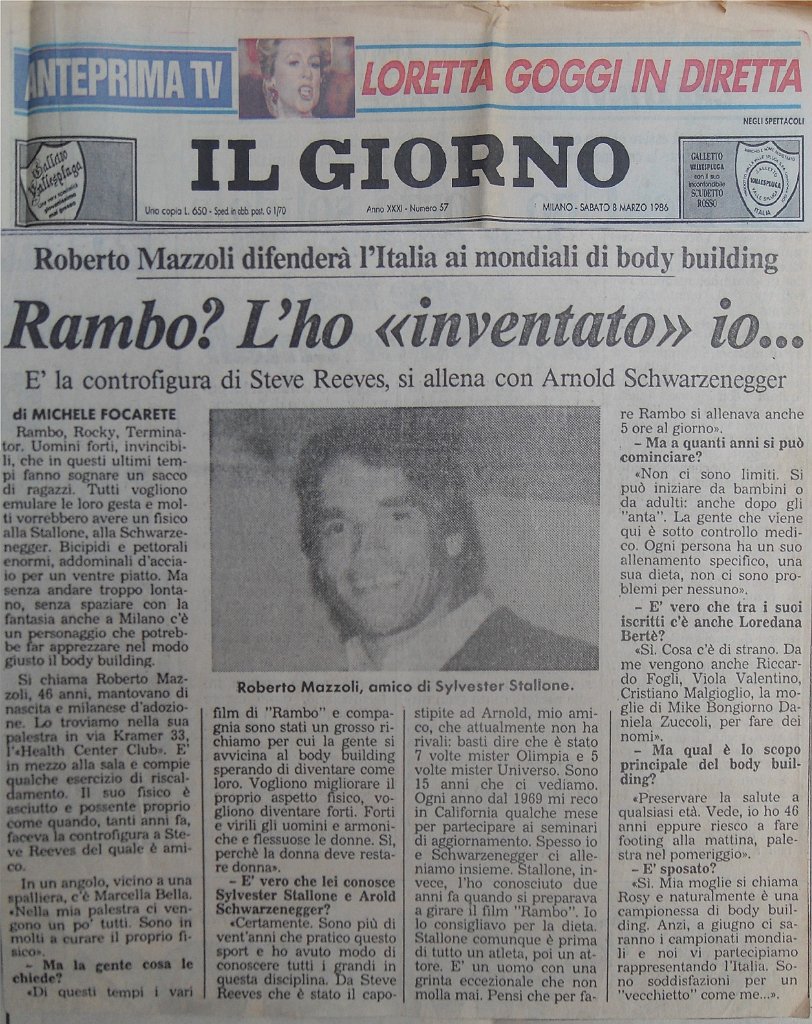 ANTEPRIMA TV
LORETTA GOGGI IN DIRETTA
NEGLI SPETTACOLI
Galletto
Vallespluga
IL GIORNO
GALLETTO
VALLESPLUGA
con il suo
inconfondibile
SCUDETTO
ROSSO
VALLESPLUGA
ITALIA
Una copia L. 650 - Sped. in abb. post. G 1/70
Anno XXXI - Numero 57
MILANO - SABATO 8 MARZO 1986
Roberto Mazzoli difenderà l'Italia ai mondiali di body building
Rambo? L'ho «inventato» io...
E' la controfigura di Steve Reeves, si allena con Arnold Schwarzenegger
di MICHELE FOCARETE
Rambo, Rocky, Termina-
tor. Uomini forti, invincibi-
li, che in questi ultimi tem-
pi fanno sognare un sacco
di ragazzi. Tutti vogliono
emulare le loro gesta e mol-
ti vorrebbero avere un fisico
alla Stallone, alla Schwarze-
negger. Bicipidi e pettorali
enormi, addominali d'accia-
io per un ventre piatto. Ma
senza andare troppo lonta-
no, senza spaziare con la
fantasia anche a Milano c'è
un personaggio che potreb-
be far apprezzare nel modo
giusto il body building.
Si chiama Roberto Maz-
zoli, 46 anni, mantovano di
nascita e milanese d'adozio-
ne. Lo troviamo nella sua
palestra in via Kramer 33,
l'«Health Center Club». E'
in mezzo alla sala e compie
qualche esercizio di riscal-
damento. Il suo fisico è
asciutto e possente proprio
come quando, tanti anni fa,
faceva la controfigura a Ste-
ve Reeves del quale è ami-
co.
In un angolo, vicino a una
spalliera, c'è Marcella Bella.
«Nella mia palestra ci ven-
gono un po' tutti. Sono in
molti a curare il proprio fi-
sico».
- Ma la gente cosa le
chiede?
«Di questi tempi i vari
Roberto Mazzoli, amico di Sylvester Stallone.
film di "Rambo" e compa-
gnia sono stati un grosso ri-
chiamo per cui la gente si
avvicina al body building
sperando di diventare come
loro. Vogliono migliorare il
proprio aspetto fisico, vo-
gliono diventare forti. Forti
e virili gli uomini e armoni-
che e flessuose le donne. Sì,
perchè la donna deve resta-
re donna».
- E' vero che lei conosce
Sylvester Stallone e Arold
Schwarzenegger?
«Certamente. Sono più di
vent'anni che pratico questo
sport e ho avuto modo di
conoscere tutti i grandi in
questa disciplina. Da Steve
Reeves che è stato il capo-
stipite ad Arnold, mio ami-
co, che attualmente non ha
rivali: basti dire che è stato
7 volte mister Olimpia e 5
volte mister Universo. Sono
15 anni che ci vediamo.
Ogni anno dal 1969 mi reco
in California qualche mese
per partecipare ai seminari
di aggiornamento. Spesso io
e Schwarzenegger ci alle-
niamo insieme. Stallone, in-
vece, l'ho conosciuto due
anni fa quando si preparava
a girare il film "Rambo". Io
lo consigliavo per la dieta.
Stallone comunque è prima
di tutto un atleta, poi un at-
tore. E' un uomo con una
grinta eccezionale che non
molla mai. Pensi che per fa-
re Rambo si allenava anche
5 ore al giorno».
- Ma a quanti anni si può
cominciare?
«Non ci sono limiti. Si
può iniziare da bambini o
da adulti: anche dopo gli
"anta". La gente che viene
qui è sotto controllo medi-
co. Ogni persona ha un suo
allenamento specifico, una
sua dieta, non ci sono pro-
blemi per nessuno».
- E' vero che tra i suoi
iscritti c'è anche Loredana
Bertè?
«Sì. Cosa c'è di strano. Da
me vengono anche Riccar-
do Fogli, Viola Valentino,
Cristiano Malgioglio, la mo-
glie di Mike Bongiorno Da-
niela Zuccoli, per fare dei
nomi».
- Ma qual è lo scopo
principale del body buil-
ding?
«Preservare la salute a
qualsiasi età. Vede, io ho 46
anni eppure riesco a fare
footing alla mattina, pale-
stra nel pomeriggio».
- E' sposato?
«Sì. Mia moglie si chiama
Rosy e naturalmente è una
campionessa di body buil-
ding. Anzi, a giugno ci sa-
ranno i campionati mondia-
li e noi vi partecipiamo
rappresentando l'Italia. So-
no soddisfazioni per un
"vecchietto" come me...».